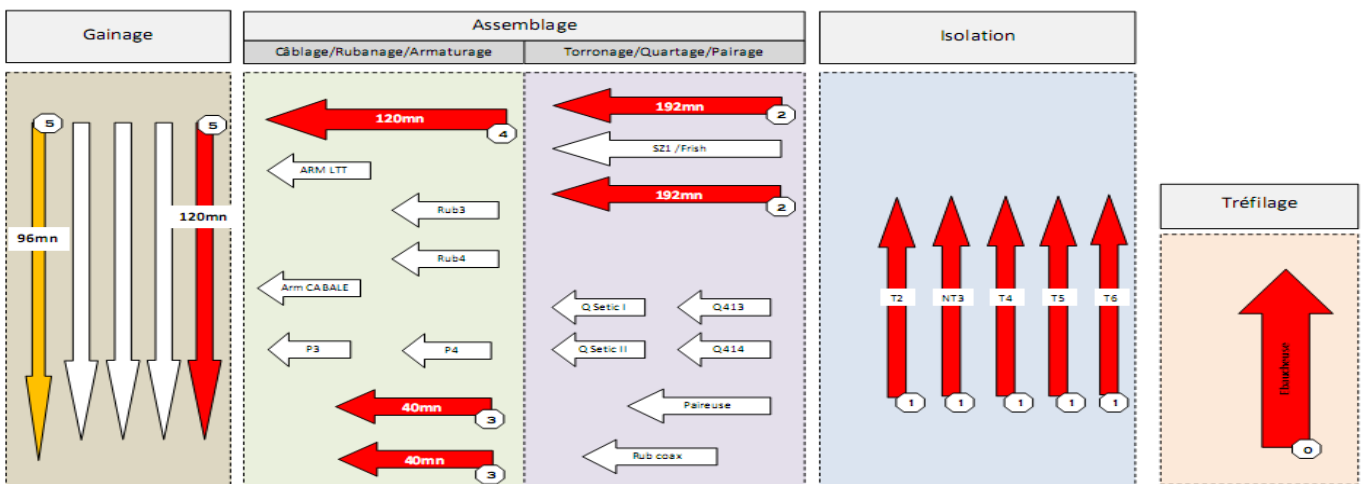 Gainage
Assemblage
Câblage/Rubanage/Armaturage
Torronage/Quartage/Pairage
Isolation
Tréfilage
5
5
96mn
120mn
120mn
4
ARM LTT
Rub3
Rub4
Arm CABALE
P3
P4
40mn
3
40mn
3
192mn
2
SZ1 /Frish
192mn
2
Q Setic I
Q413
Q Setic II
Q414
Paireuse
Rub coax
T2
NT3
T4
T5
T6
1
1
1
1
1
Ebaucheuse
0